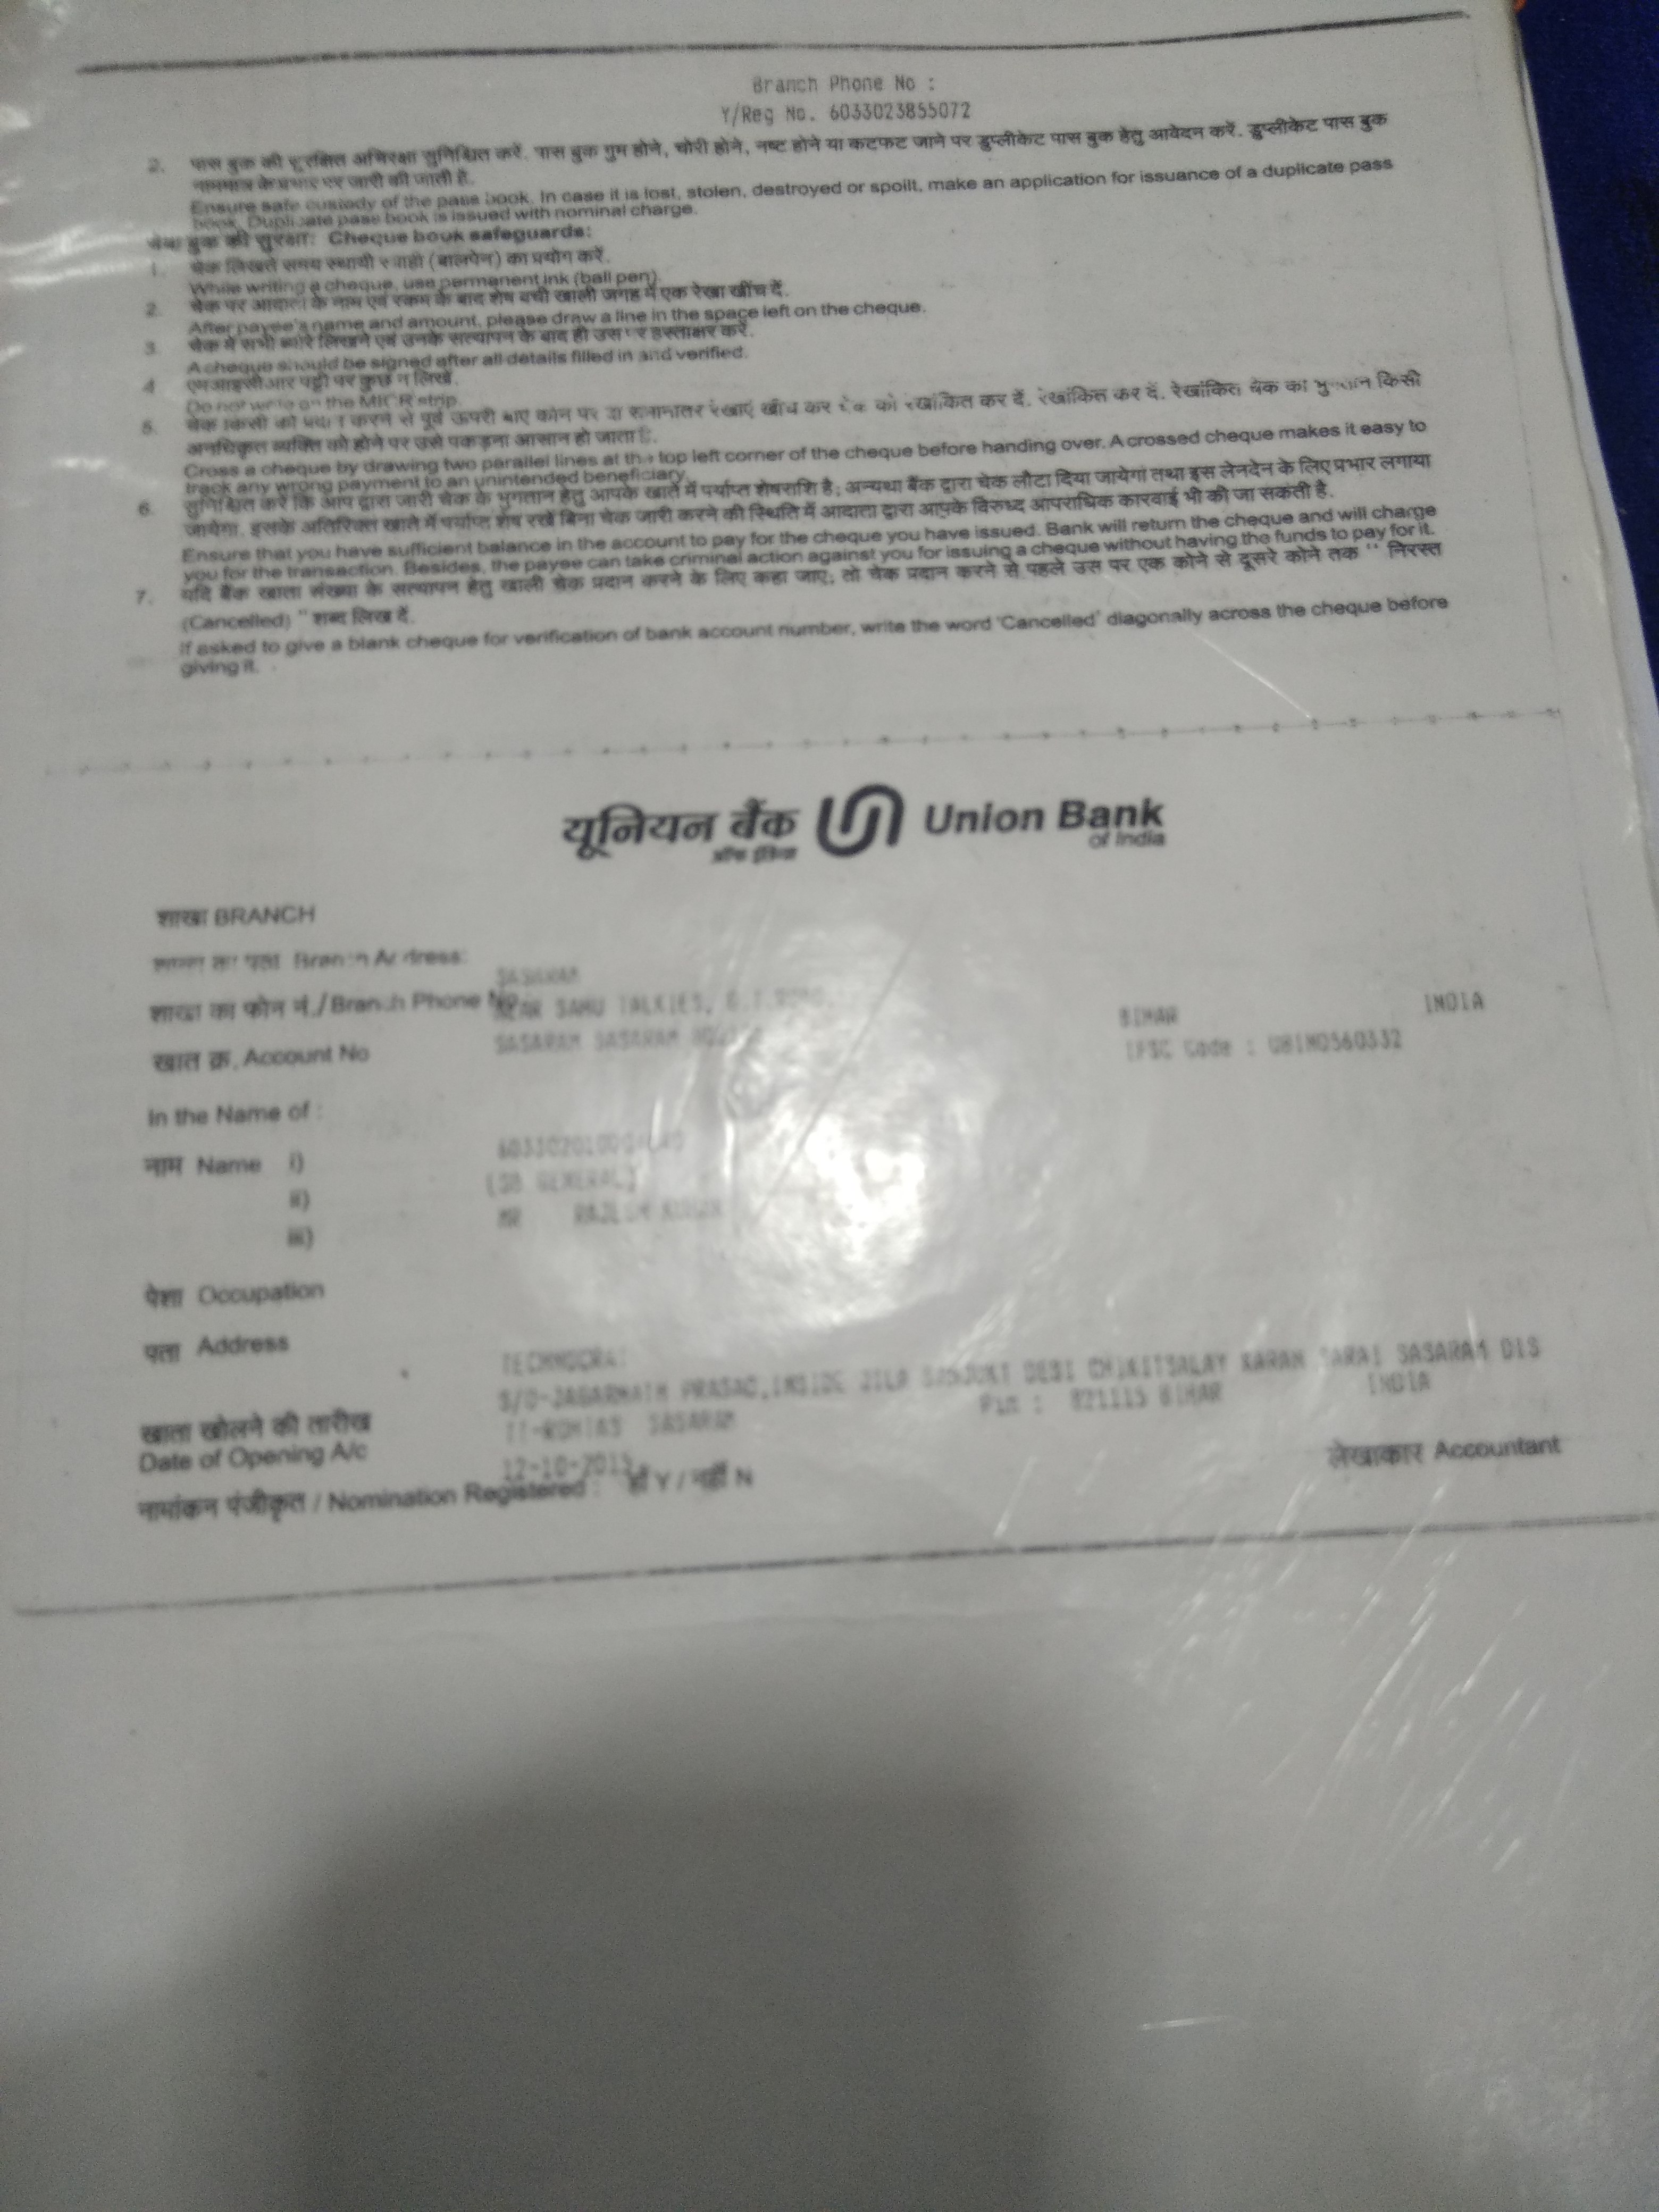 Branch Phone No :
Y/Reg No. 6033023855072
2. पास बुक की सुरक्षित अभिरक्षा सुनिश्चित करें. पास बुक गुम होने, चोरी होने, नष्ट होने या कटफट जाने पर डुप्लीकेट पास बुक हेतु आवेदन करें. डुप्लीकेट पास बुक
नाममात्र के प्रभार पर जारी की जाती है.
Ensure safe custody of the pass book. In case it is lost, stolen, destroyed or spoilt, make an application for issuance of a duplicate pass
book. Duplicate pass book is issued with nominal charge.
बुक की सुरक्षा: Cheque book safeguards:
1. चेक लिखते समय स्थायी स्याही (बालपेन) का प्रयोग करें.
While writing a cheque, use permanent ink (ball pen).
2. चेक पर आदाता के नाम एवं रकम के बाद शेष बची खाली जगह में एक रेखा खींच दें.
After payee's name and amount, please draw a line in the space left on the cheque.
3. चेक में सभी ब्यौरे लिखने एवं उनके सत्यापन के बाद ही उस पर हस्ताक्षर करें.
A cheque should be signed after all details filled in and verified.
4 एमआइसीआर पट्टी पर कुछ न लिखें.
Do not write on the MICR strip.
5. चेक किसी को प्रदान करने से पूर्व ऊपरी बाएं कोने पर दो समानांतर रेखाएं खींच कर चेक को रेखांकित कर दें. रेखांकित कर दें. रेखांकित चेक का भुगतान किसी
अनधिकृत व्यक्ति को होने पर उसे पकड़ना आसान हो जाता है.
Cross a cheque by drawing two parallel lines at the top left corner of the cheque before handing over. A crossed cheque makes it easy to
track any wrong payment to an unintended beneficiary.
6. सुनिश्चित करें कि आप द्वारा जारी चेक के भुगतान हेतु आपके खाते में पर्याप्त शेषराशि है; अन्यथा बैंक द्वारा चेक लौटा दिया जायेगा तथा इस लेनदेन के लिए प्रभार लगाया
जायेगा. इसके अतिरिक्त खाते में पर्याप्त शेष रखे बिना चेक जारी करने की स्थिति में आदाता द्वारा आपके विरुध्द आपराधिक कारवाई भी की जा सकती है.
Ensure that you have sufficient balance in the account to pay for the cheque you have issued. Bank will return the cheque and will charge
you for the transaction. Besides, the payee can take criminal action against you for issuing a cheque without having the funds to pay for it.
7. यदि बैंक खाता संख्या के सत्यापन हेतु खाली चेक प्रदान करने के लिए कहा जाए, तो चेक प्रदान करने से पहले उस पर एक कोने से दूसरे कोने तक " निरस्त
(Cancelled) " शब्द लिख दें.
If asked to give a blank cheque for verification of bank account number, write the word 'Cancelled' diagonally across the cheque before
giving it.
यूनियन बैंक Union Bank
ऑफ इंडिया of India
शाखा BRANCH
शाखा का पता Branch Address:
SASARAM
शाखा का फोन नं./Branch Phone No NEAR SAHU TALKIES, G.T.ROAD, BIHAR INDIA
खात क्र. Account No SASARAM SASARAM IFSC Code : UBIN0560332
In the Name of :
नाम Name i)
(SB GENERAL)
ii) MR KUMAR
iii)
पेशा Occupation
पता Address TECHNOCRAT
S/O-JAGARNATH PRASAD,INSIDE DESI CHIKITSALAY KARAN SARAI SASARAM DIS
TT-ROHTAS SASARAM Pin : 821115 BIHAR INDIA
खाता खोलने की तारीख
Date of Opening A/c 12-10-2013
लेखाकार Accountant
नामांकन पंजीकृत / Nomination Registered : हाँ Y / नहीं N